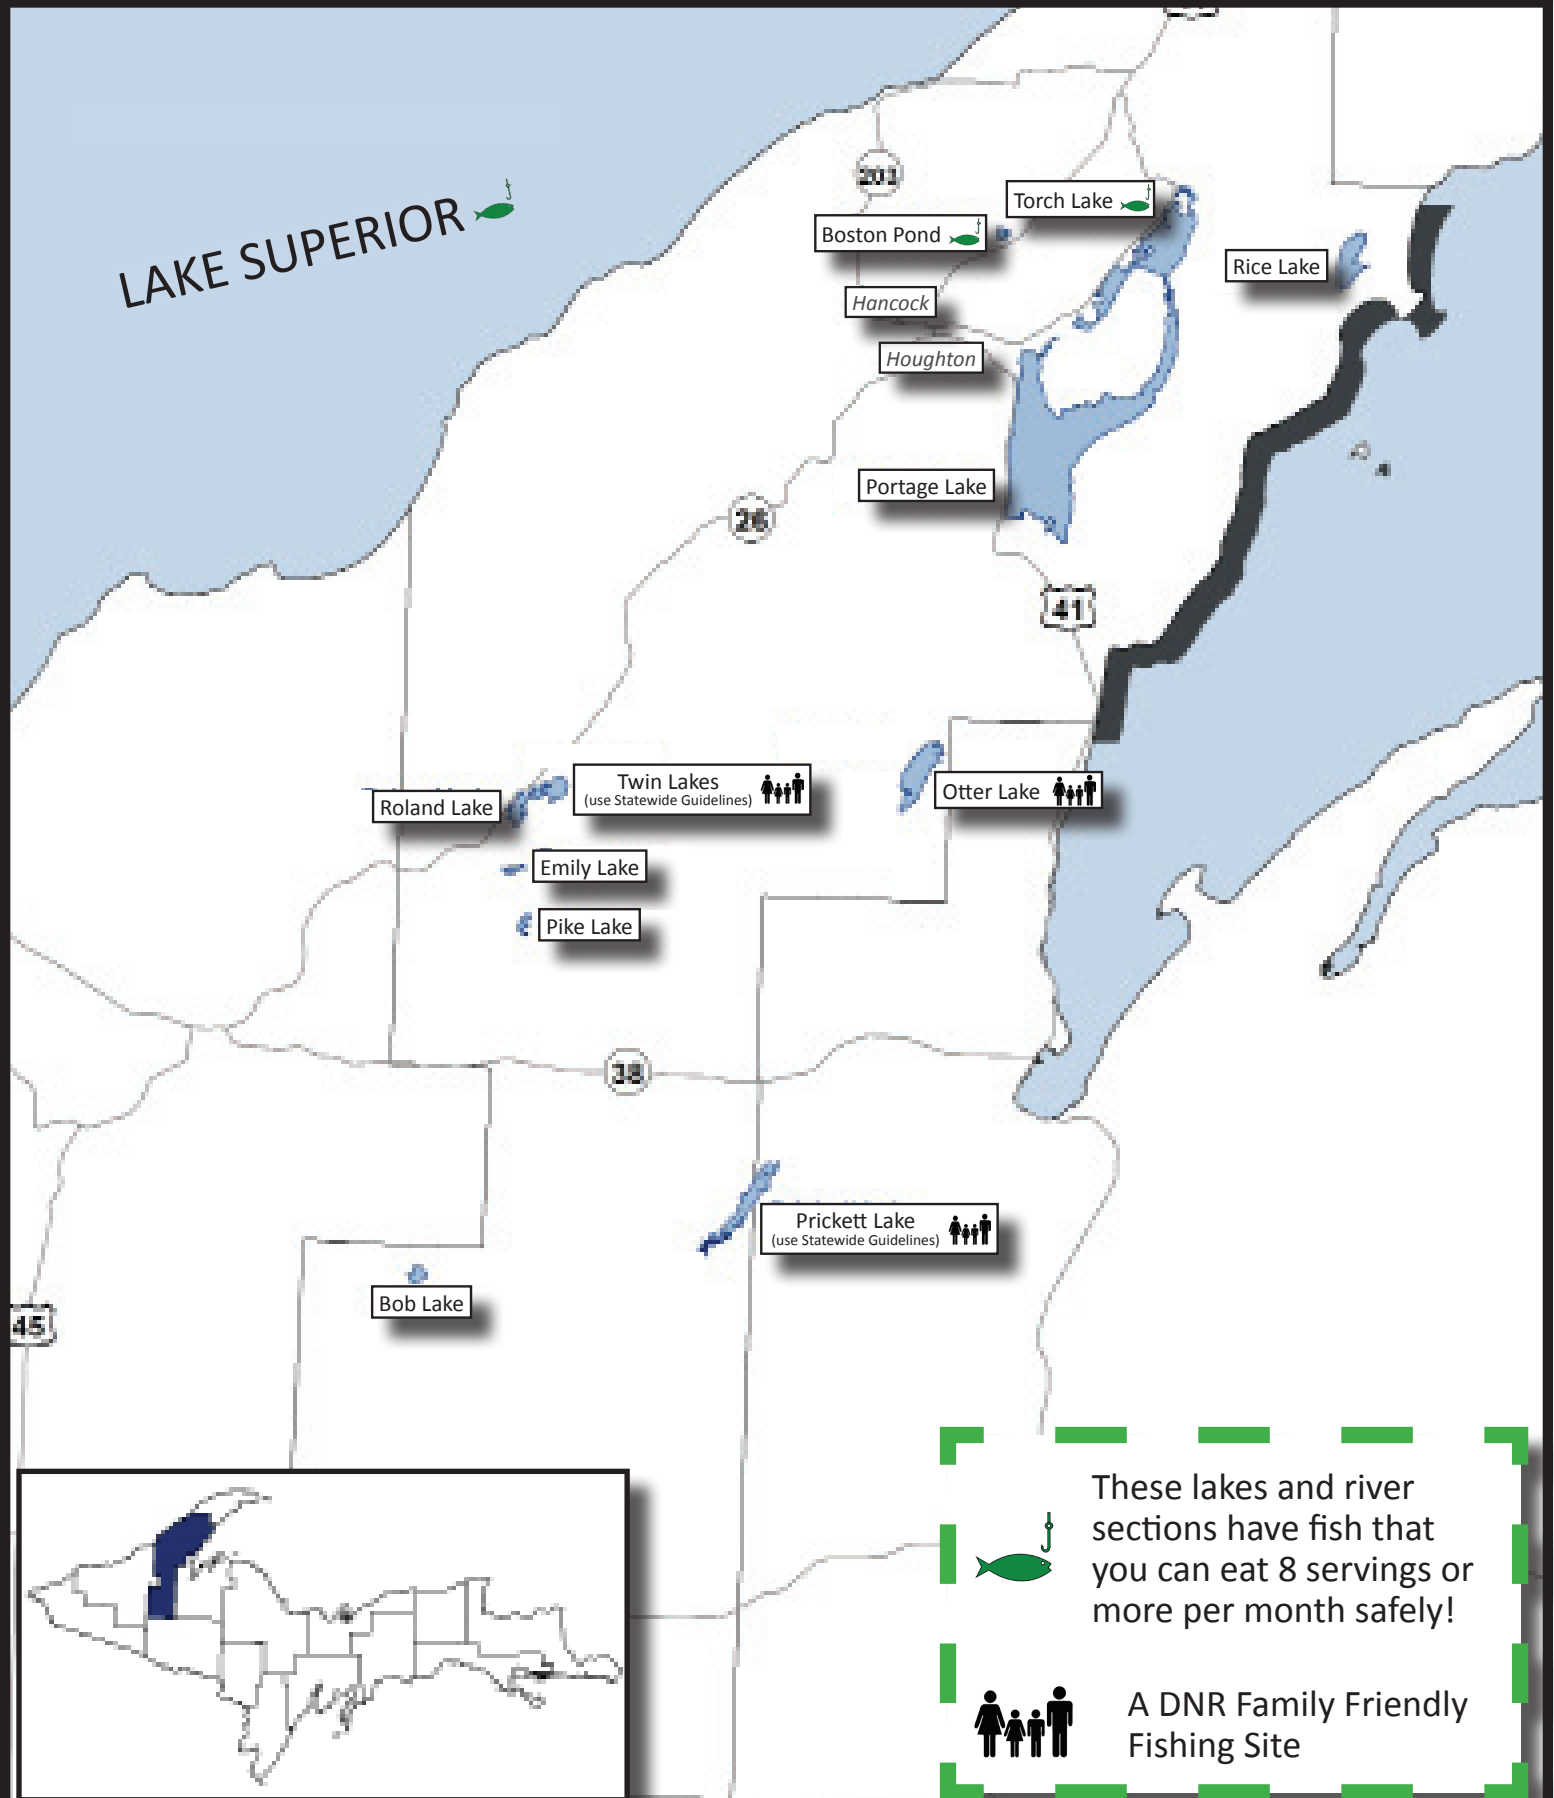 203
Torch Lake
LAKE SUPERIOR
Boston Pond
Rice Lake
Hancock
Houghton
Portage Lake
26
41
Twin Lakes
(use Statewide Guidelines)
Otter Lake
Roland Lake
Emily Lake
Pike Lake
38
Prickett Lake
(use Statewide Guidelines)
Bob Lake
45
These lakes and river
sections have fish that
you can eat 8 servings or
more per month safely!
A DNR Family Friendly
Fishing Site